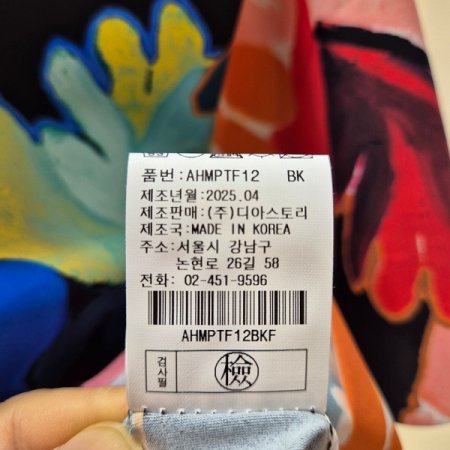 품번: AHMPTF12 BK
제조년월: 2025.04
제조판매: (주)디아스토리
제조국: MADE IN KOREA
주소: 서울시 강남구
논현로 26길 58
전화: 02-451-9596
AHMPTF12BKF
검사필
檢